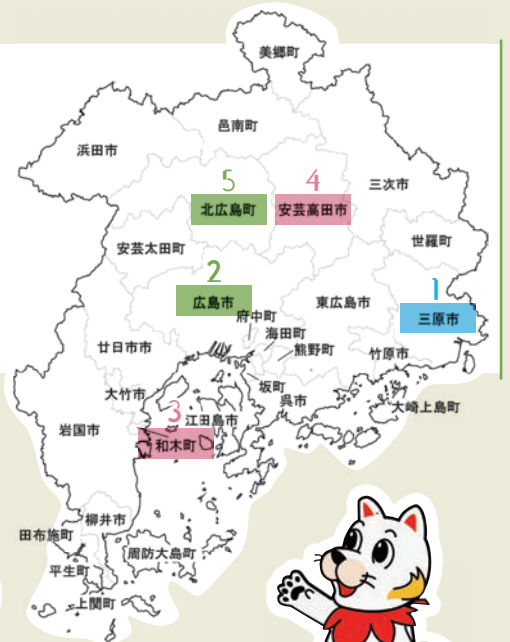 美郷町
邑南町
浜田市
5
北広島町
4
安芸高田市
三次市
世羅町
安芸太田町
2
広島市
東広島市
1
三原市
府中町
海田町
熊野町
竹原市
廿日市市
坂町
呉市
大崎上島町
大竹市
3
江田島市
和木町
岩国市
柳井市
田布施町
周防大島町
平生町
上関町